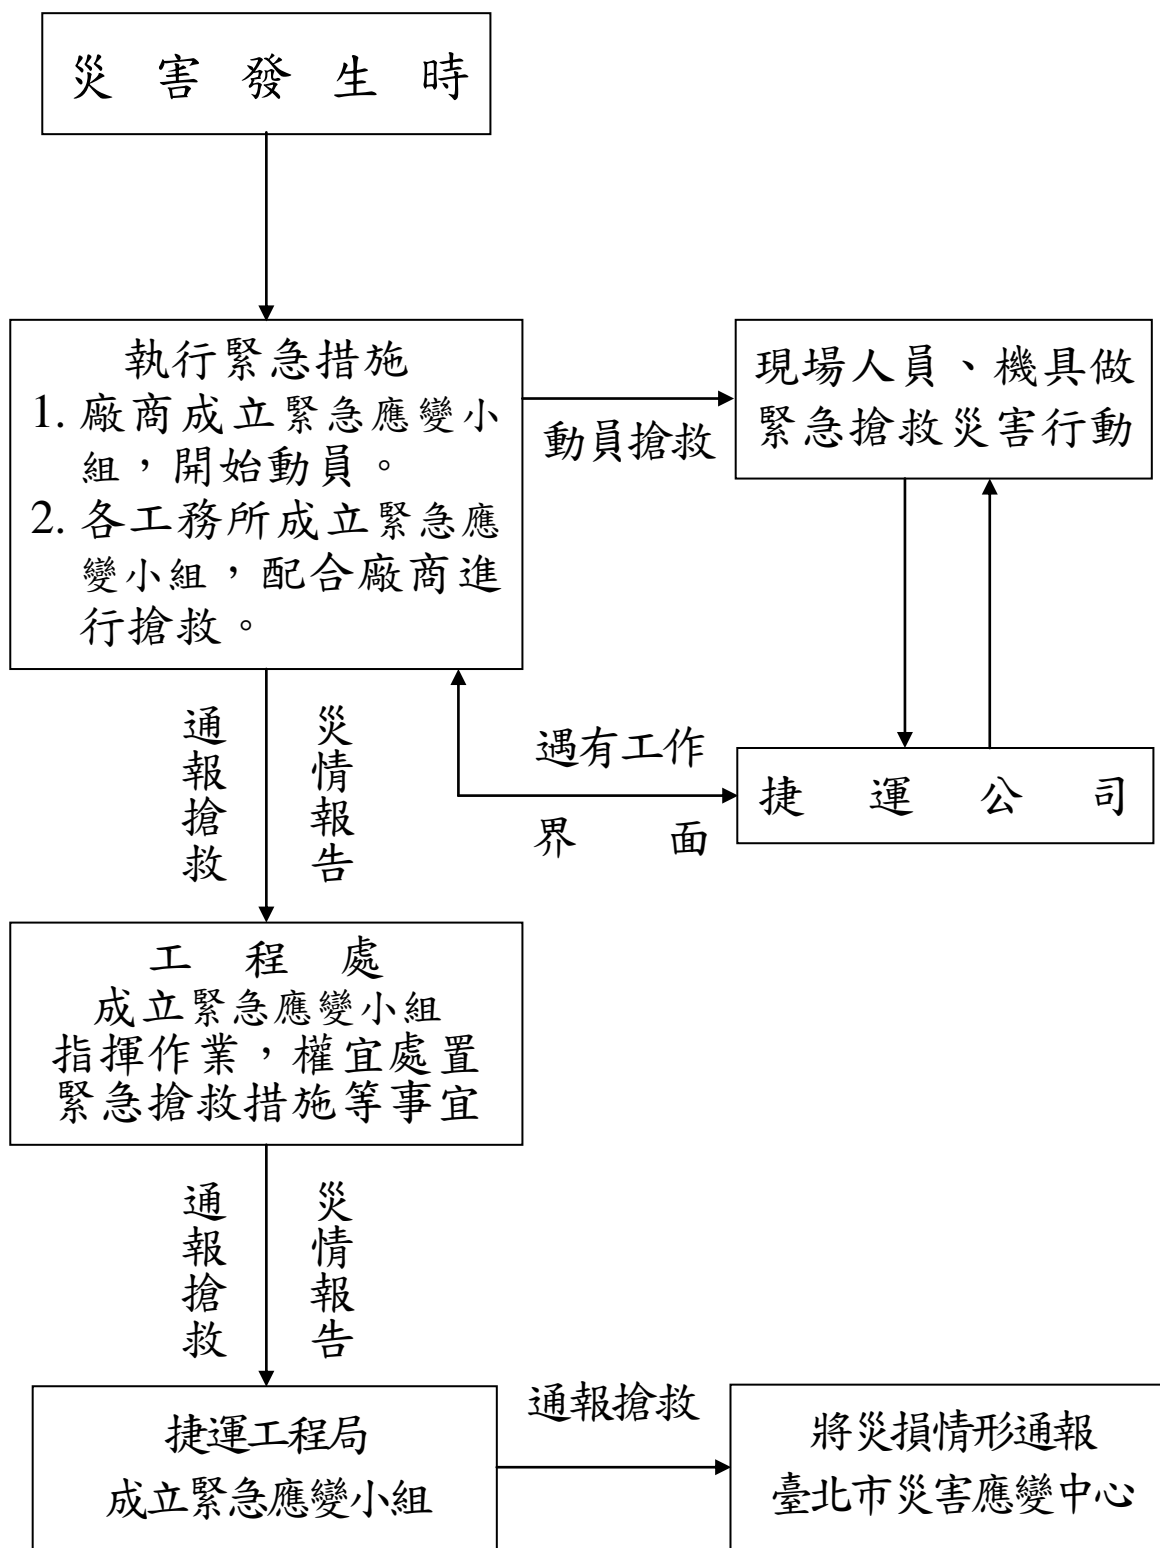 災害發生時
執行緊急措施
1. 廠商成立緊急應變小
組，開始動員。
2. 各工務所成立緊急應
變小組，配合廠商進
行搶救。
動員搶救
現場人員、機具做
緊急搶救災害行動
通報搶救
災情報告
遇有工作
界面
捷運公司
工程處
成立緊急應變小組
指揮作業，權宜處置
緊急搶救措施等事宜
通報搶救
災情報告
捷運工程局
成立緊急應變小組
通報搶救
將災損情形通報
臺北市災害應變中心